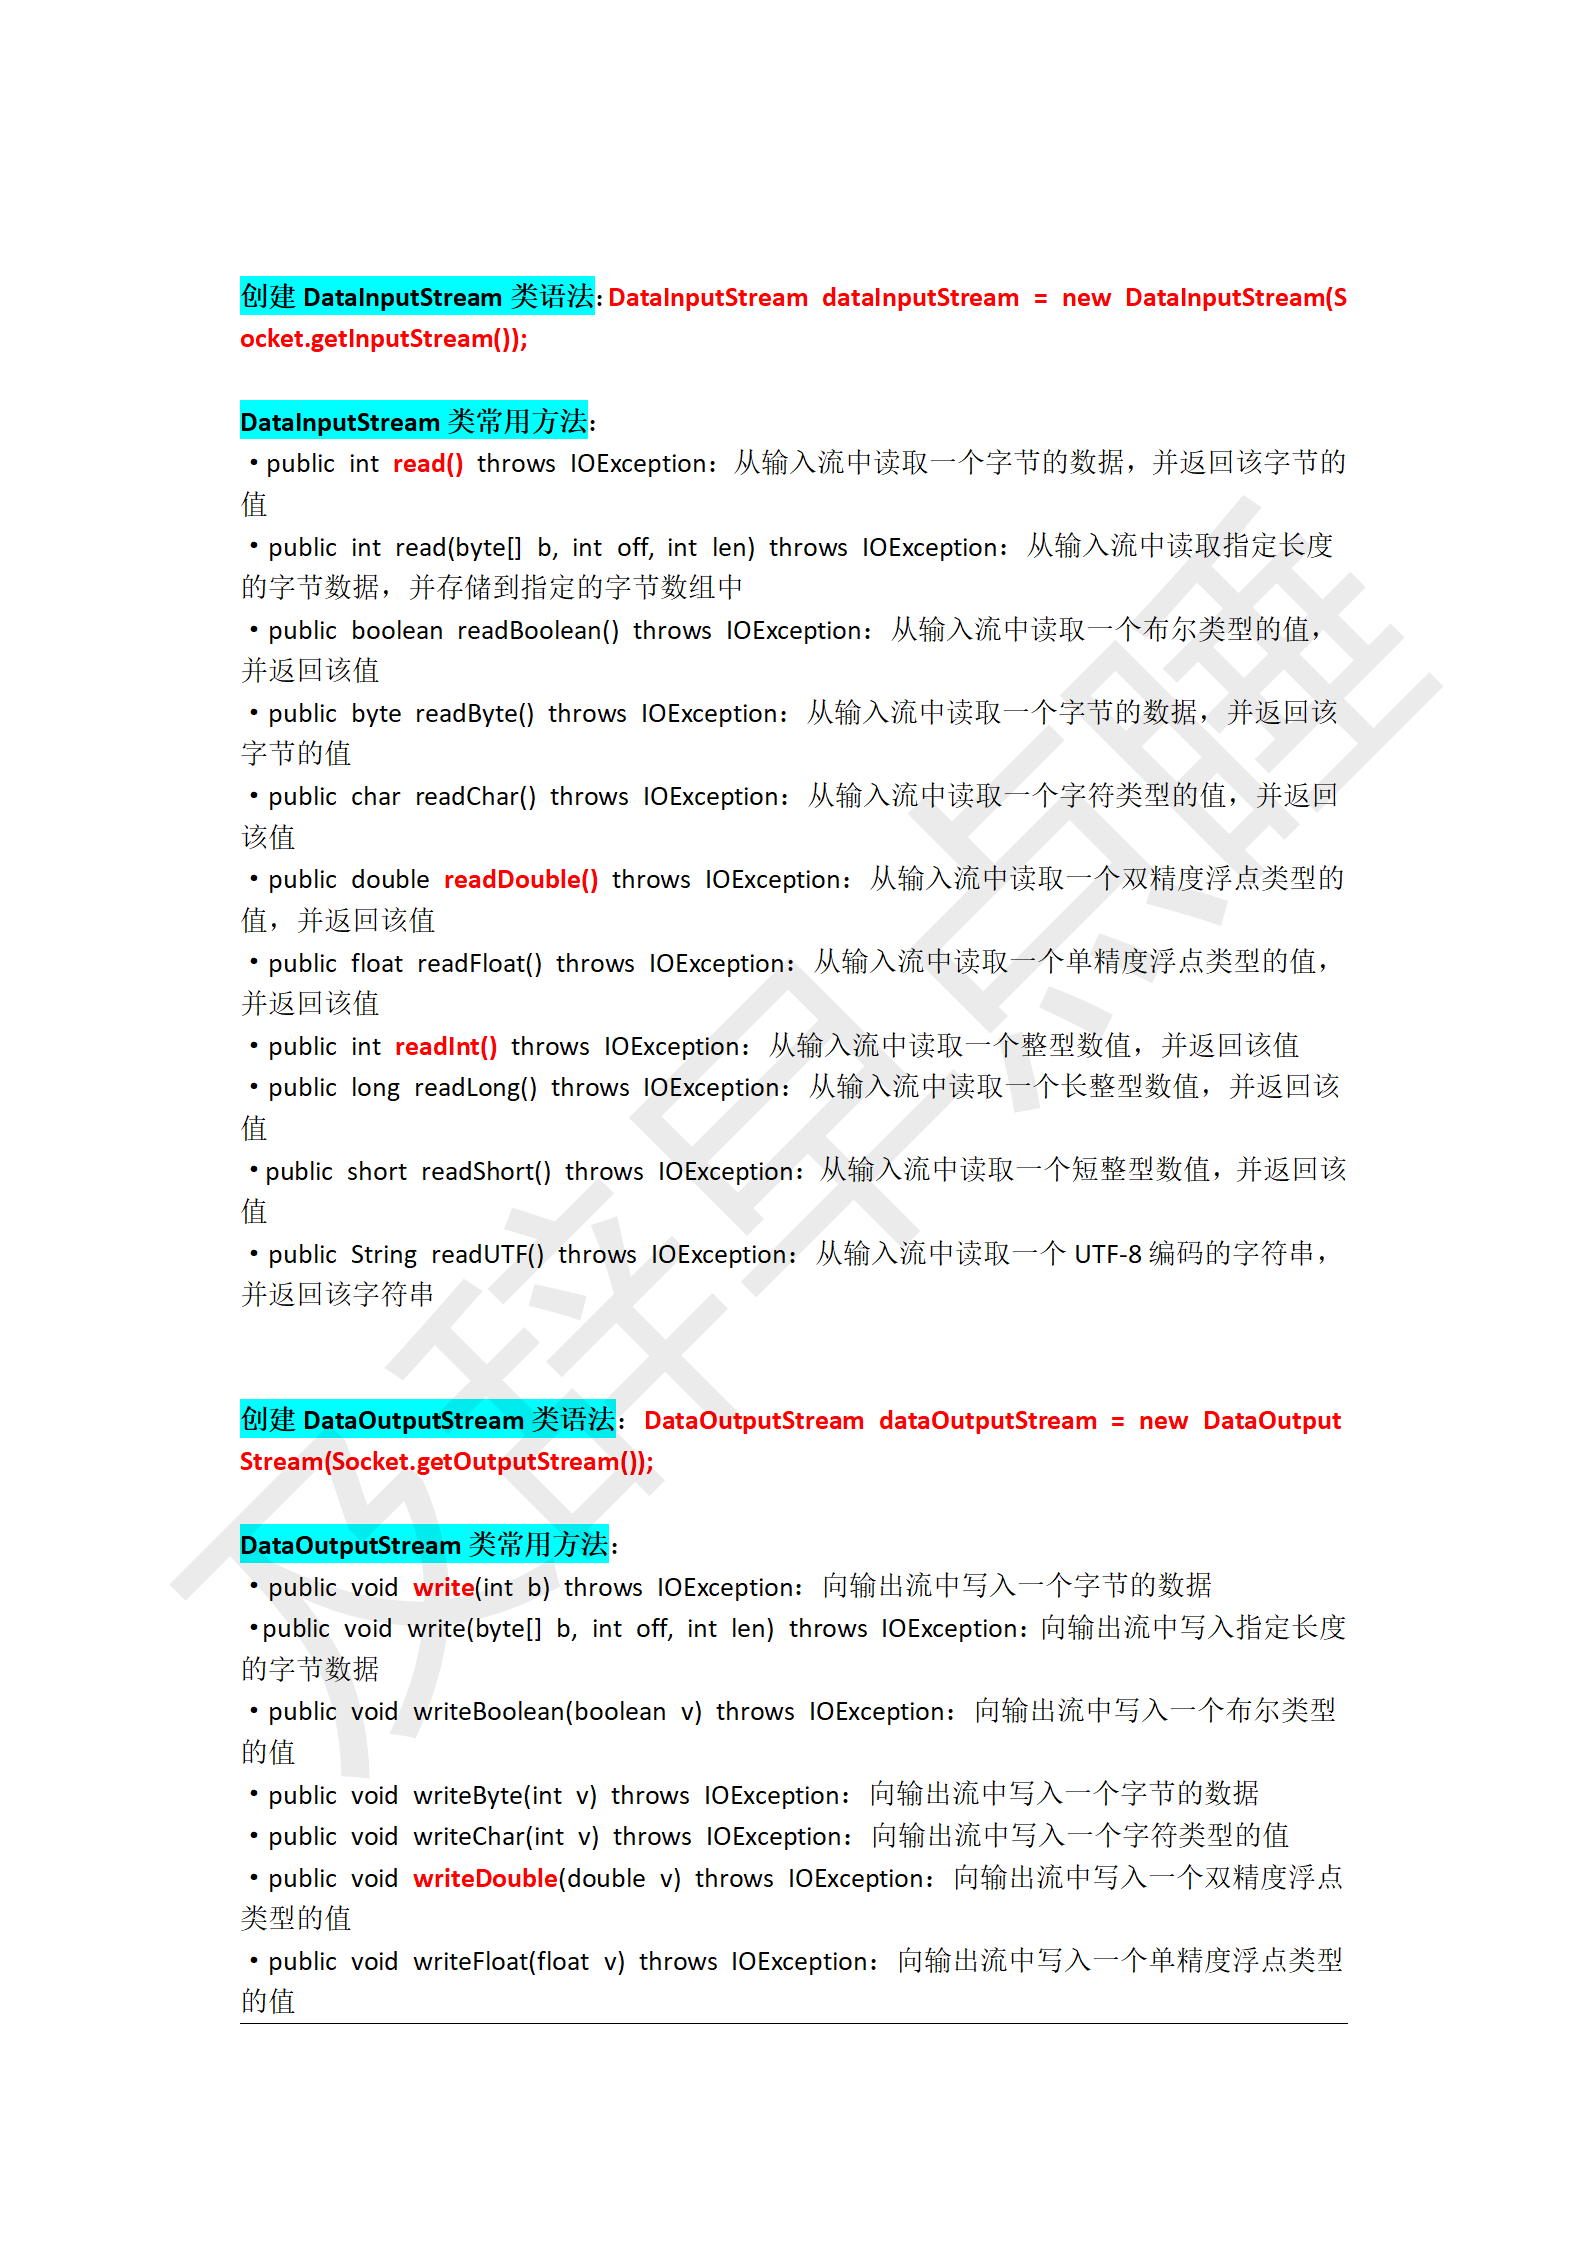 创建 DataInputStream 类语法：DataInputStream dataInputStream = new DataInputStream(S
ocket.getInputStream());
DataInputStream 类常用方法：
·public int read() throws IOException：从输入流中读取一个字节的数据，并返回该字节的
值
·public int read(byte[] b, int off, int len) throws IOException：从输入流中读取指定长度
的字节数据，并存储到指定的字节数组中
·public boolean readBoolean() throws IOException：从输入流中读取一个布尔类型的值，
并返回该值
·public byte readByte() throws IOException：从输入流中读取一个字节的数据，并返回该
字节的值
·public char readChar() throws IOException：从输入流中读取一个字符类型的值，并返回
该值
·public double readDouble() throws IOException：从输入流中读取一个双精度浮点类型的
值，并返回该值
·public float readFloat() throws IOException：从输入流中读取一个单精度浮点类型的值，
并返回该值
·public int readInt() throws IOException：从输入流中读取一个整型数值，并返回该值
·public long readLong() throws IOException：从输入流中读取一个长整型数值，并返回该
值
·public short readShort() throws IOException：从输入流中读取一个短整型数值，并返回该
值
·public String readUTF() throws IOException：从输入流中读取一个 UTF-8 编码的字符串，
并返回该字符串
创建 DataOutputStream 类语法：DataOutputStream dataOutputStream = new DataOutput
Stream(Socket.getOutputStream());
DataOutputStream 类常用方法：
·public void write(int b) throws IOException：向输出流中写入一个字节的数据
·public void write(byte[] b, int off, int len) throws IOException：向输出流中写入指定长度
的字节数据
·public void writeBoolean(boolean v) throws IOException：向输出流中写入一个布尔类型
的值
·public void writeByte(int v) throws IOException：向输出流中写入一个字节的数据
·public void writeChar(int v) throws IOException：向输出流中写入一个字符类型的值
·public void writeDouble(double v) throws IOException：向输出流中写入一个双精度浮点
类型的值
·public void writeFloat(float v) throws IOException：向输出流中写入一个单精度浮点类型
的值
及辞早点睡